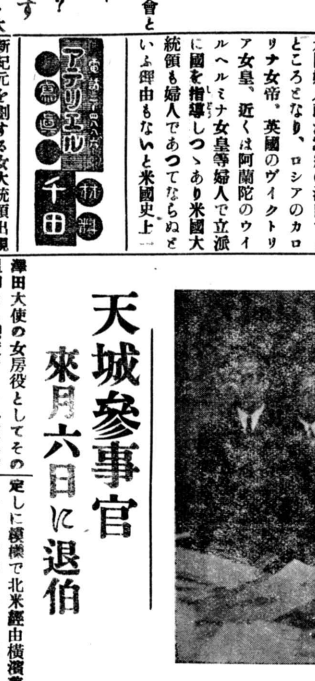 會と
す
?
ところとなり、ロシアのカロ
リナ女帝。英國のヴイクトリ
ア女皇、近くは阿蘭陀のウイ
ルヘルミナ女皇等婦人で立派
に國を指導しつゝあり米國大
統領も婦人であつてならぬと
いふ理由もないと米國史上一
新紀元を劃する女大統領出現
アテリエル
寫眞
千田
材料
天城參事官
來月六日に退伯
澤田大使の女房役としてその
定しに模樣で北米經由横濱